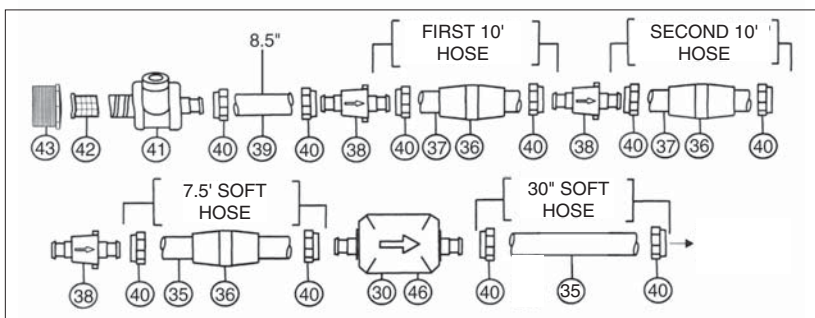 8.5"
FIRST 10'
HOSE
SECOND 10'
HOSE
43 42 41 40 39 40 38 40 37 36 40 38 40 37 36 40
7.5' SOFT
HOSE
30" SOFT
HOSE
38 40 35 36 40 30 46 40 35 40